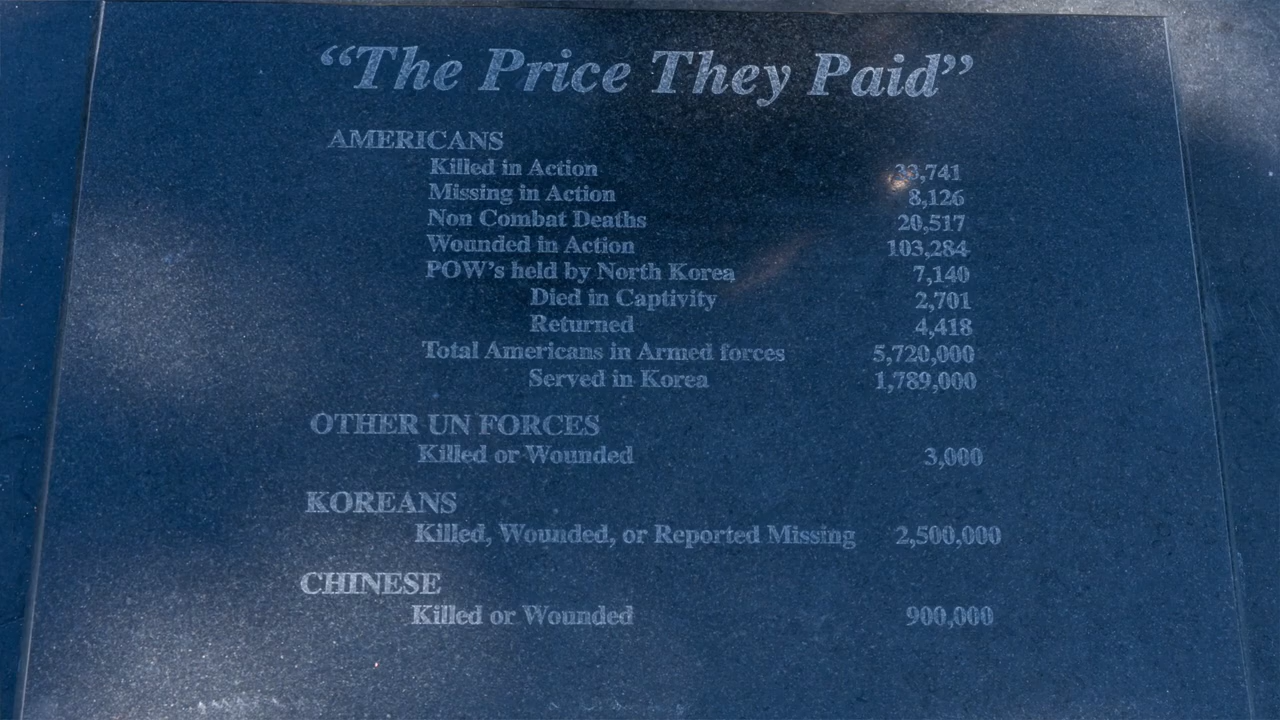 “The Price They Paid”
AMERICANS
Killed in Action 33,741
Missing in Action 8,126
Non Combat Deaths 20,517
Wounded in Action 103,284
POW’s held by North Korea 7,140
Died in Captivity 2,701
Returned 4,418
Total Americans in Armed forces 5,720,000
Served in Korea 1,789,000
OTHER UN FORCES
Killed or Wounded 3,000
KOREANS
Killed, Wounded, or Reported Missing 2,500,000
CHINESE
Killed or Wounded 900,000